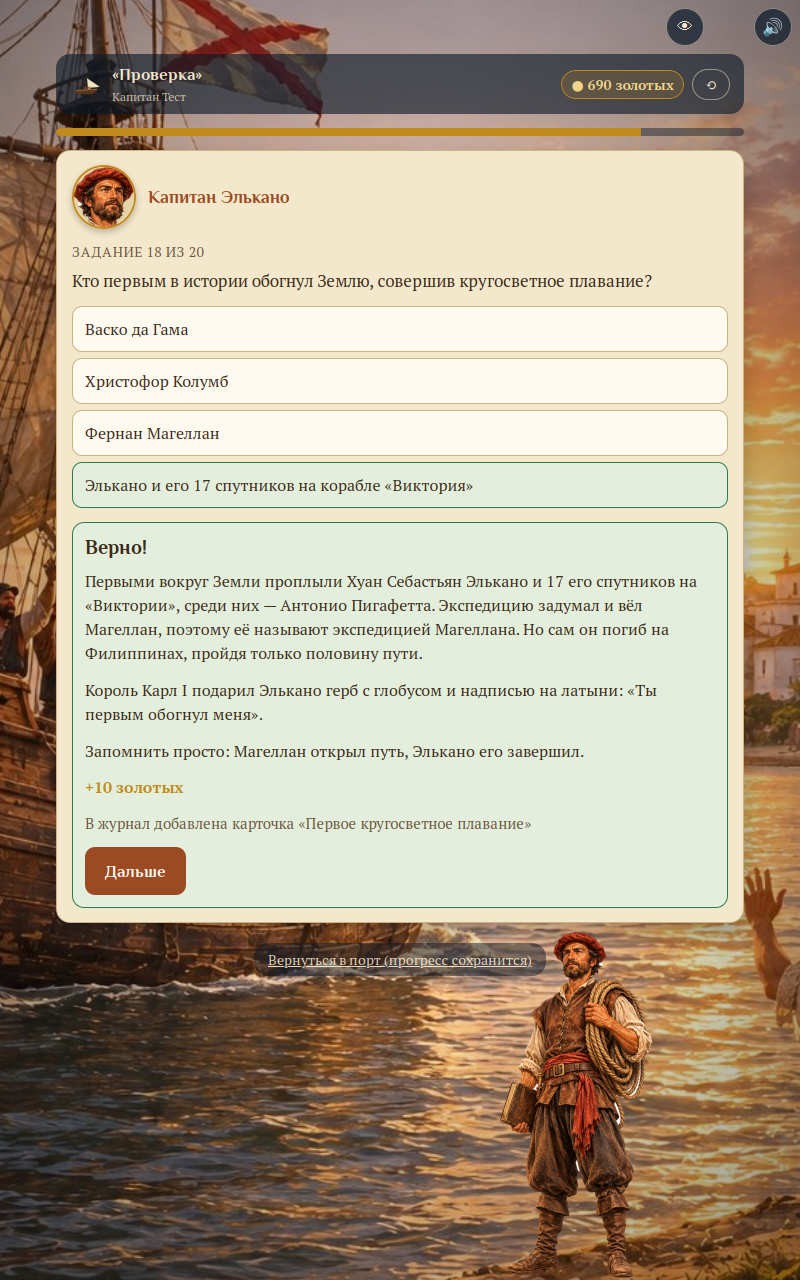 «Проверка»
Капитан Тест
690 золотых
Капитан Элькано
ЗАДАНИЕ 18 ИЗ 20
Кто первым в истории обогнул Землю, совершив кругосветное плавание?
Васко да Гама
Христофор Колумб
Фернан Магеллан
Элькано и его 17 спутников на корабле «Виктория»
Верно!
Первыми вокруг Земли проплыли Хуан Себастьян Элькано и 17 его спутников на
«Виктории», среди них — Антонио Пигафетта. Экспедицию задумал и вёл
Магеллан, поэтому её называют экспедицией Магеллана. Но сам он погиб на
Филиппинах, пройдя только половину пути.
Король Карл I подарил Элькано герб с глобусом и надписью на латыни: «Ты
первым обогнул меня».
Запомнить просто: Магеллан открыл путь, Элькано его завершил.
+10 золотых
В журнал добавлена карточка «Первое кругосветное плавание»
Дальше
Вернуться в порт (прогресс сохранится)